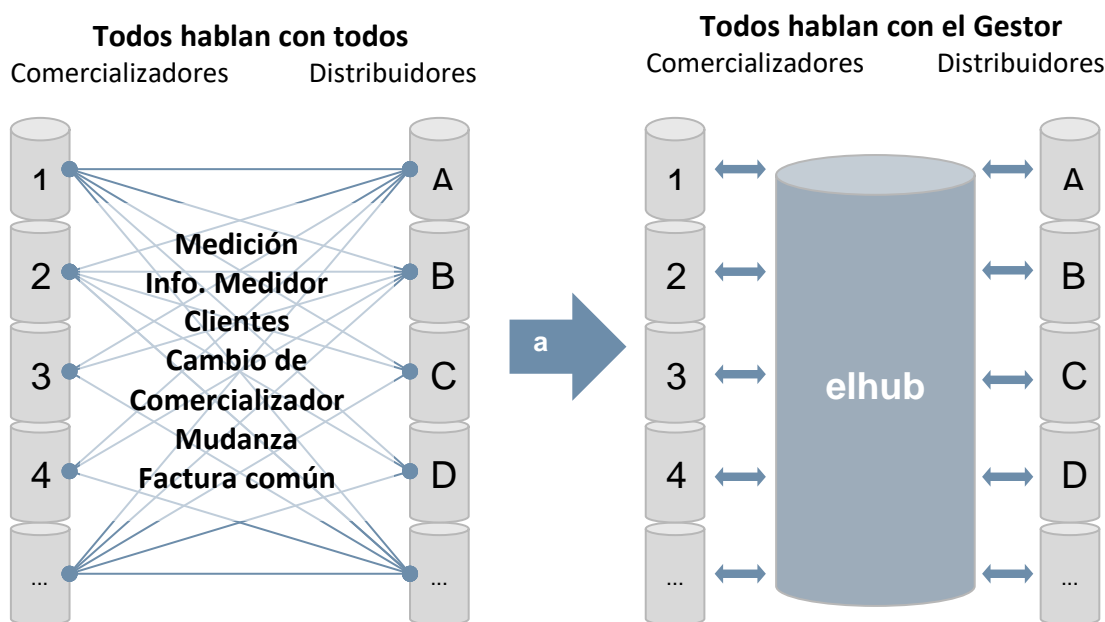 Todos hablan con todos
Comercializadores Distribuidores
1 A
2 B
3 C
4 D
... ...
Medición
Info. Medidor
Clientes
Cambio de
Comercializador
Mudanza
Factura común
a
Todos hablan con el Gestor
Comercializadores Distribuidores
1 A
2 B
3 C
4 D
... ...
elhub